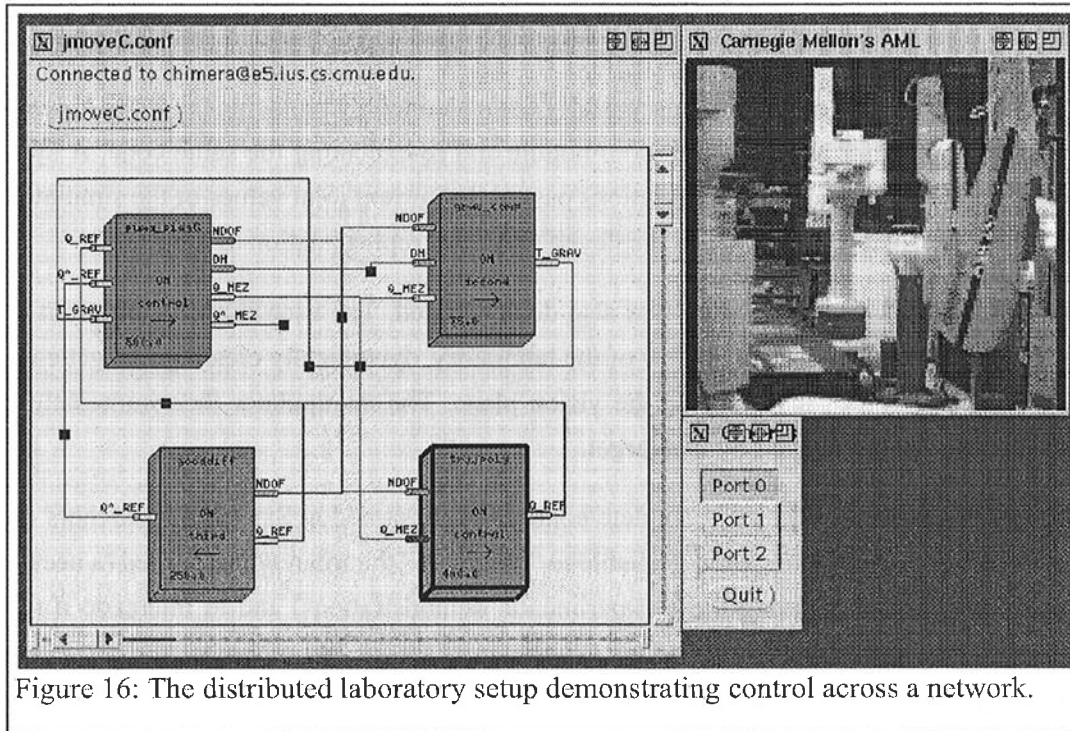 jmoveC.conf
Connected to chimera@e5.ius.cs.cmu.edu.
jmoveC.conf
Q_REF
Q^_REF
T_GRAV
ON
control
NDOF
DH
Q_MEZ
Q^_MEZ
NDOF
DH
Q_MEZ
ON
second
75.0
T_GRAV
Q^_REF
ON
third
NDOF
Q_REF
NDOF
Q_MEZ
ON
control
Q_REF
Carnegie Mellon's AML
Port 0
Port 1
Port 2
Quit
Figure 16: The distributed laboratory setup demonstrating control across a network.